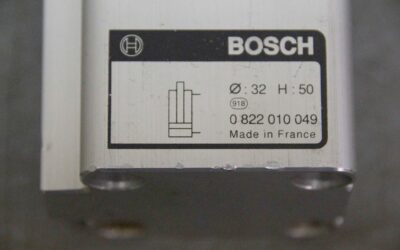 BOSCH
Ø : 32 H : 50
918
0 822 010 049
Made in France